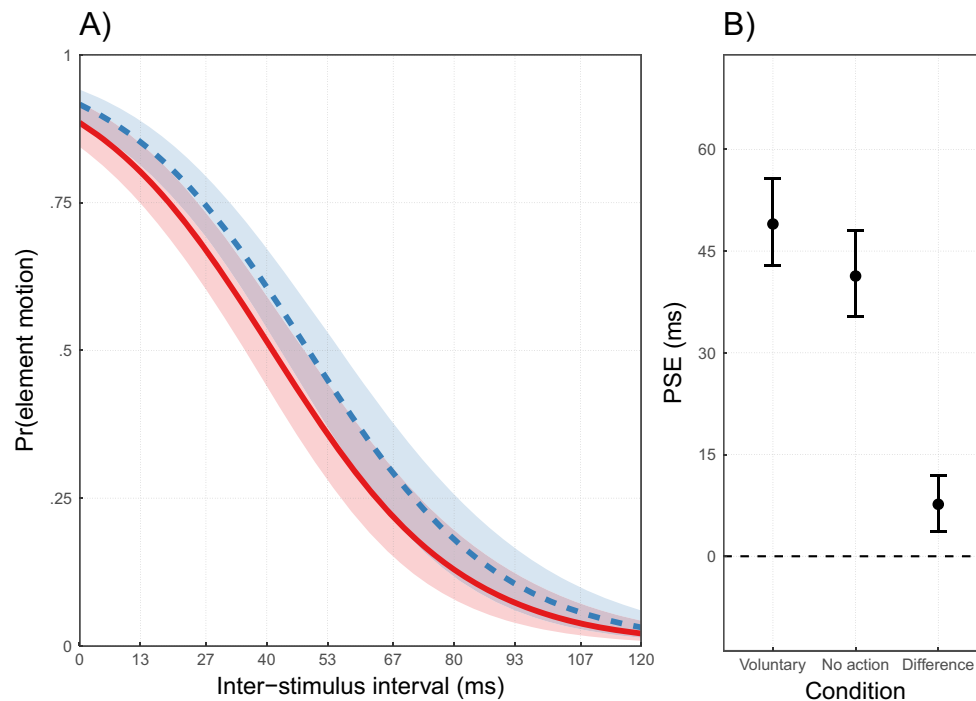 A)
B)
1
.75
.5
.25
0
Pr(element motion)
0 13 27 40 53 67 80 93 107 120
Inter−stimulus interval (ms)
60
45
30
15
0
PSE (ms)
Voluntary No action Difference
Condition